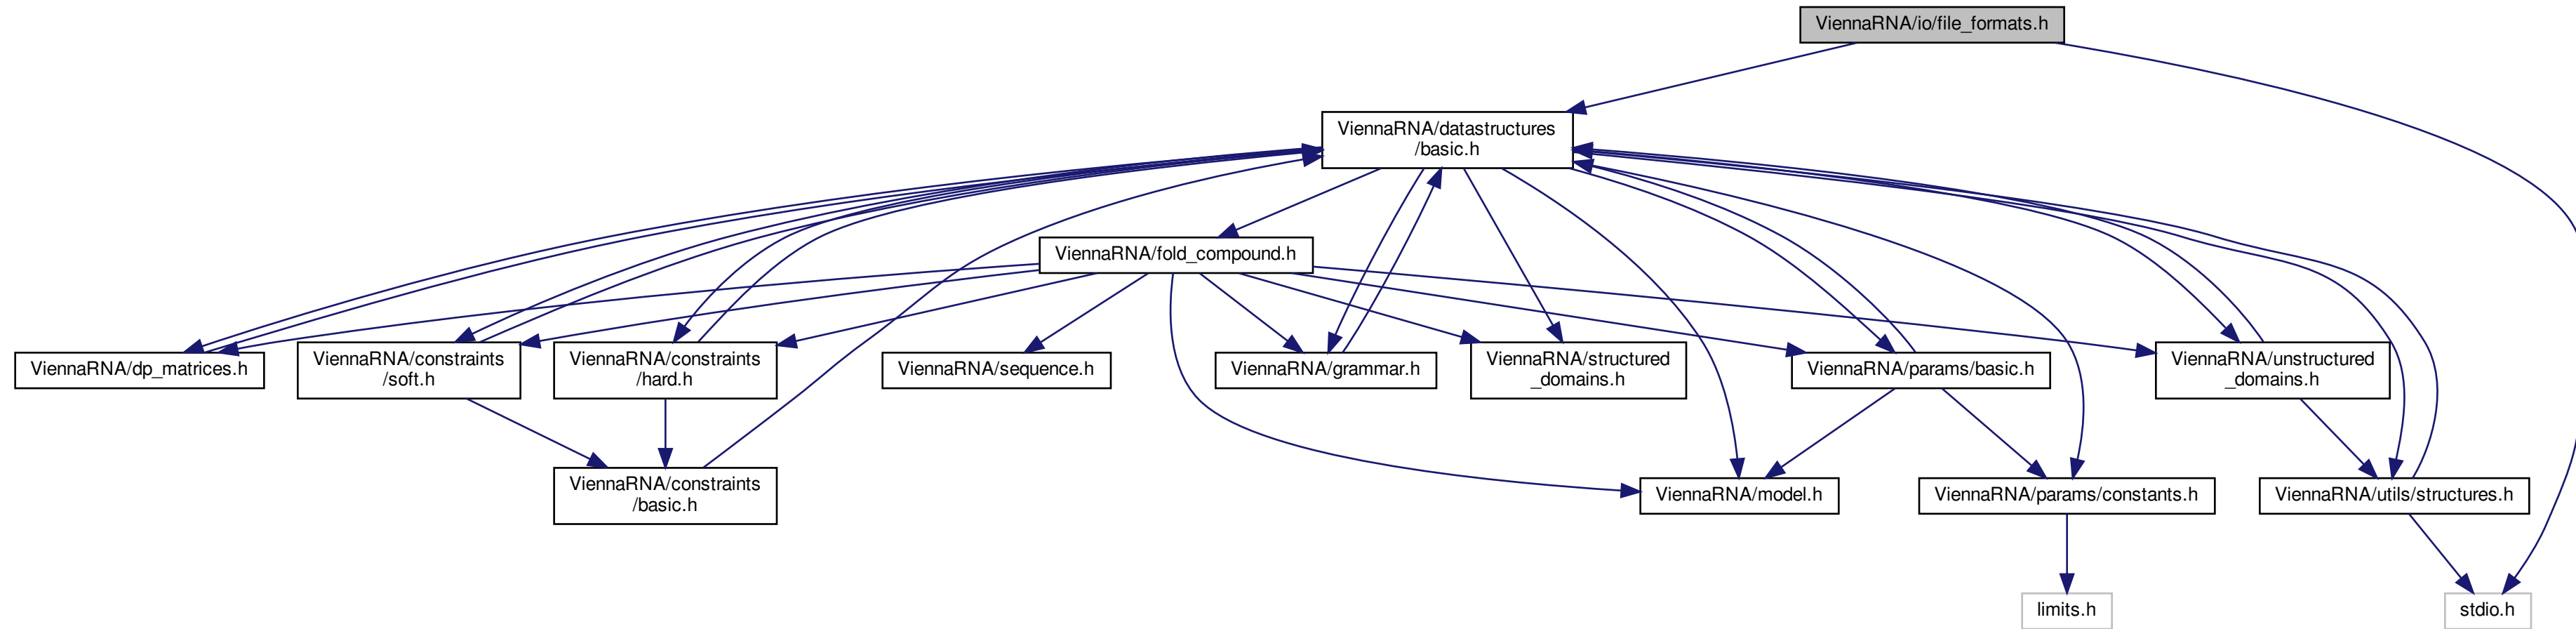 ViennaRNA/io/file_formats.h
ViennaRNA/datastructures
/basic.h
ViennaRNA/fold_compound.h
ViennaRNA/dp_matrices.h
ViennaRNA/constraints
/soft.h
ViennaRNA/constraints
/hard.h
ViennaRNA/sequence.h
ViennaRNA/grammar.h
ViennaRNA/structured
_domains.h
ViennaRNA/params/basic.h
ViennaRNA/unstructured
_domains.h
ViennaRNA/constraints
/basic.h
ViennaRNA/model.h
ViennaRNA/params/constants.h
ViennaRNA/utils/structures.h
limits.h
stdio.h